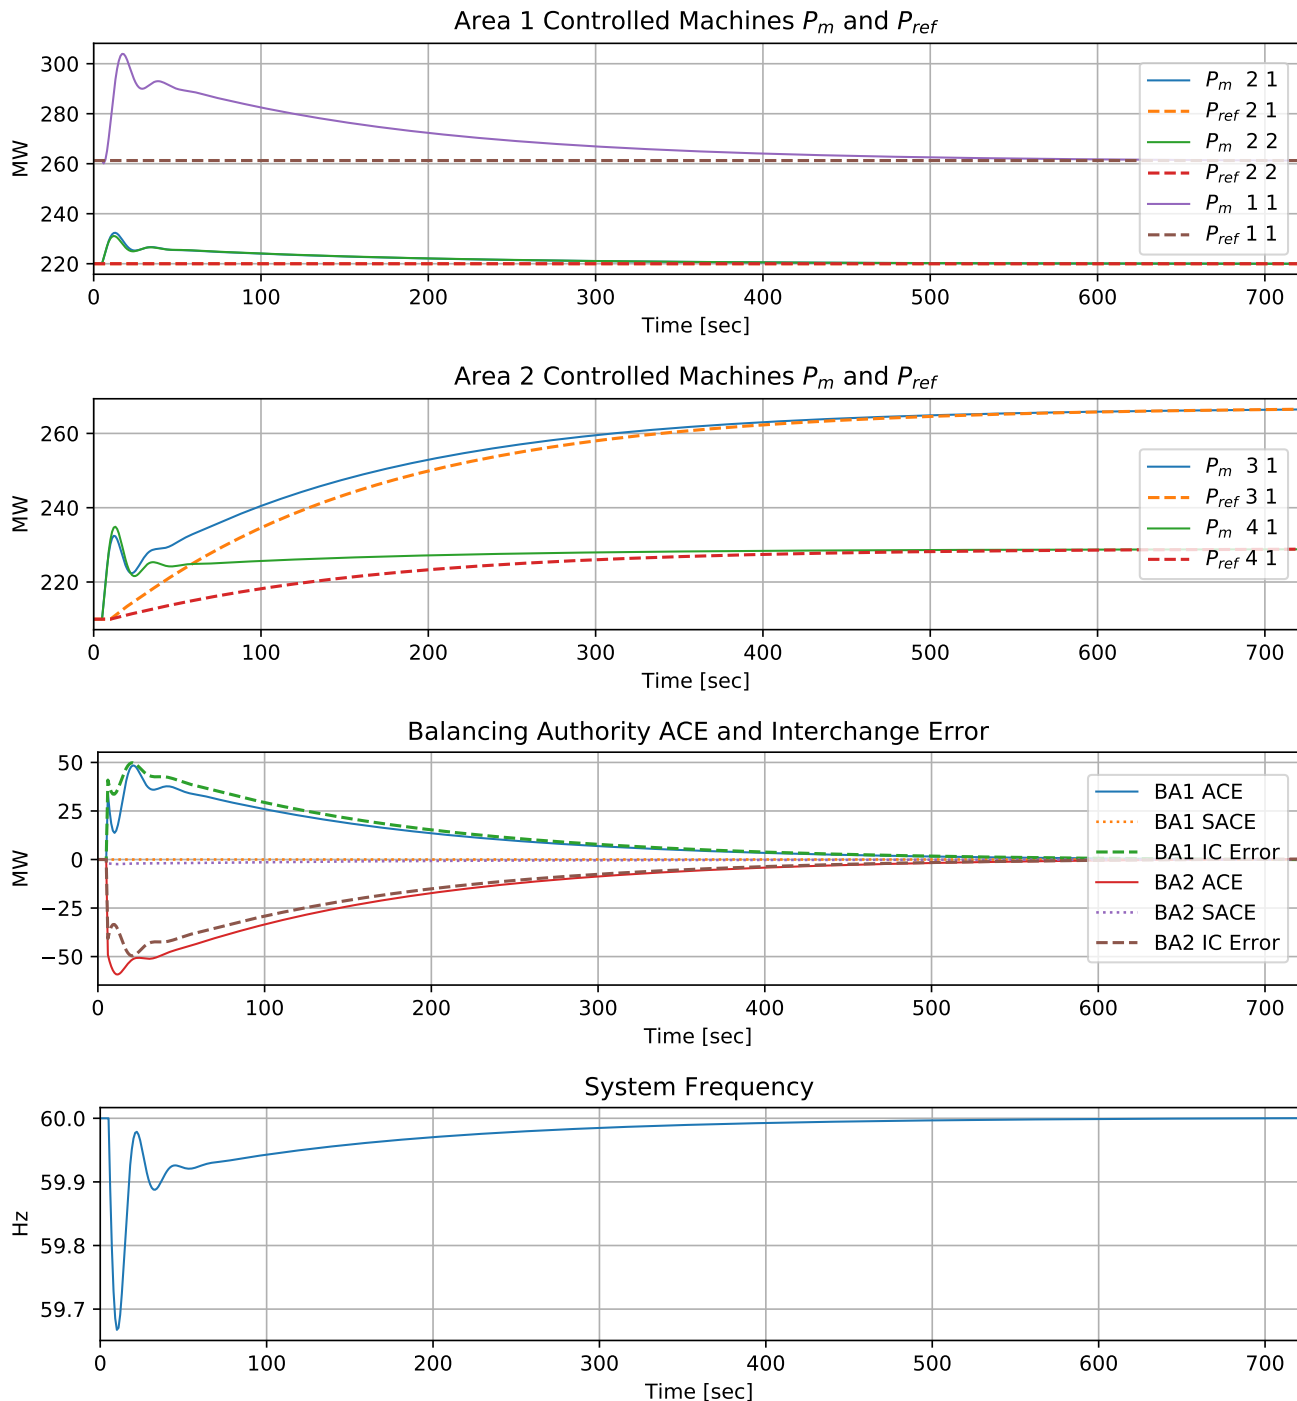 Area 1 Controlled Machines P_m and P_ref
MW
300
280
260
240
220
P_m 2 1
P_ref 2 1
P_m 2 2
P_ref 2 2
P_m 1 1
P_ref 1 1
0 100 200 300 400 500 600 700
Time [sec]
Area 2 Controlled Machines P_m and P_ref
MW
260
240
220
P_m 3 1
P_ref 3 1
P_m 4 1
P_ref 4 1
0 100 200 300 400 500 600 700
Time [sec]
Balancing Authority ACE and Interchange Error
MW
50
25
0
−25
−50
BA1 ACE
BA1 SACE
BA1 IC Error
BA2 ACE
BA2 SACE
BA2 IC Error
0 100 200 300 400 500 600 700
Time [sec]
System Frequency
Hz
60.0
59.9
59.8
59.7
0 100 200 300 400 500 600 700
Time [sec]